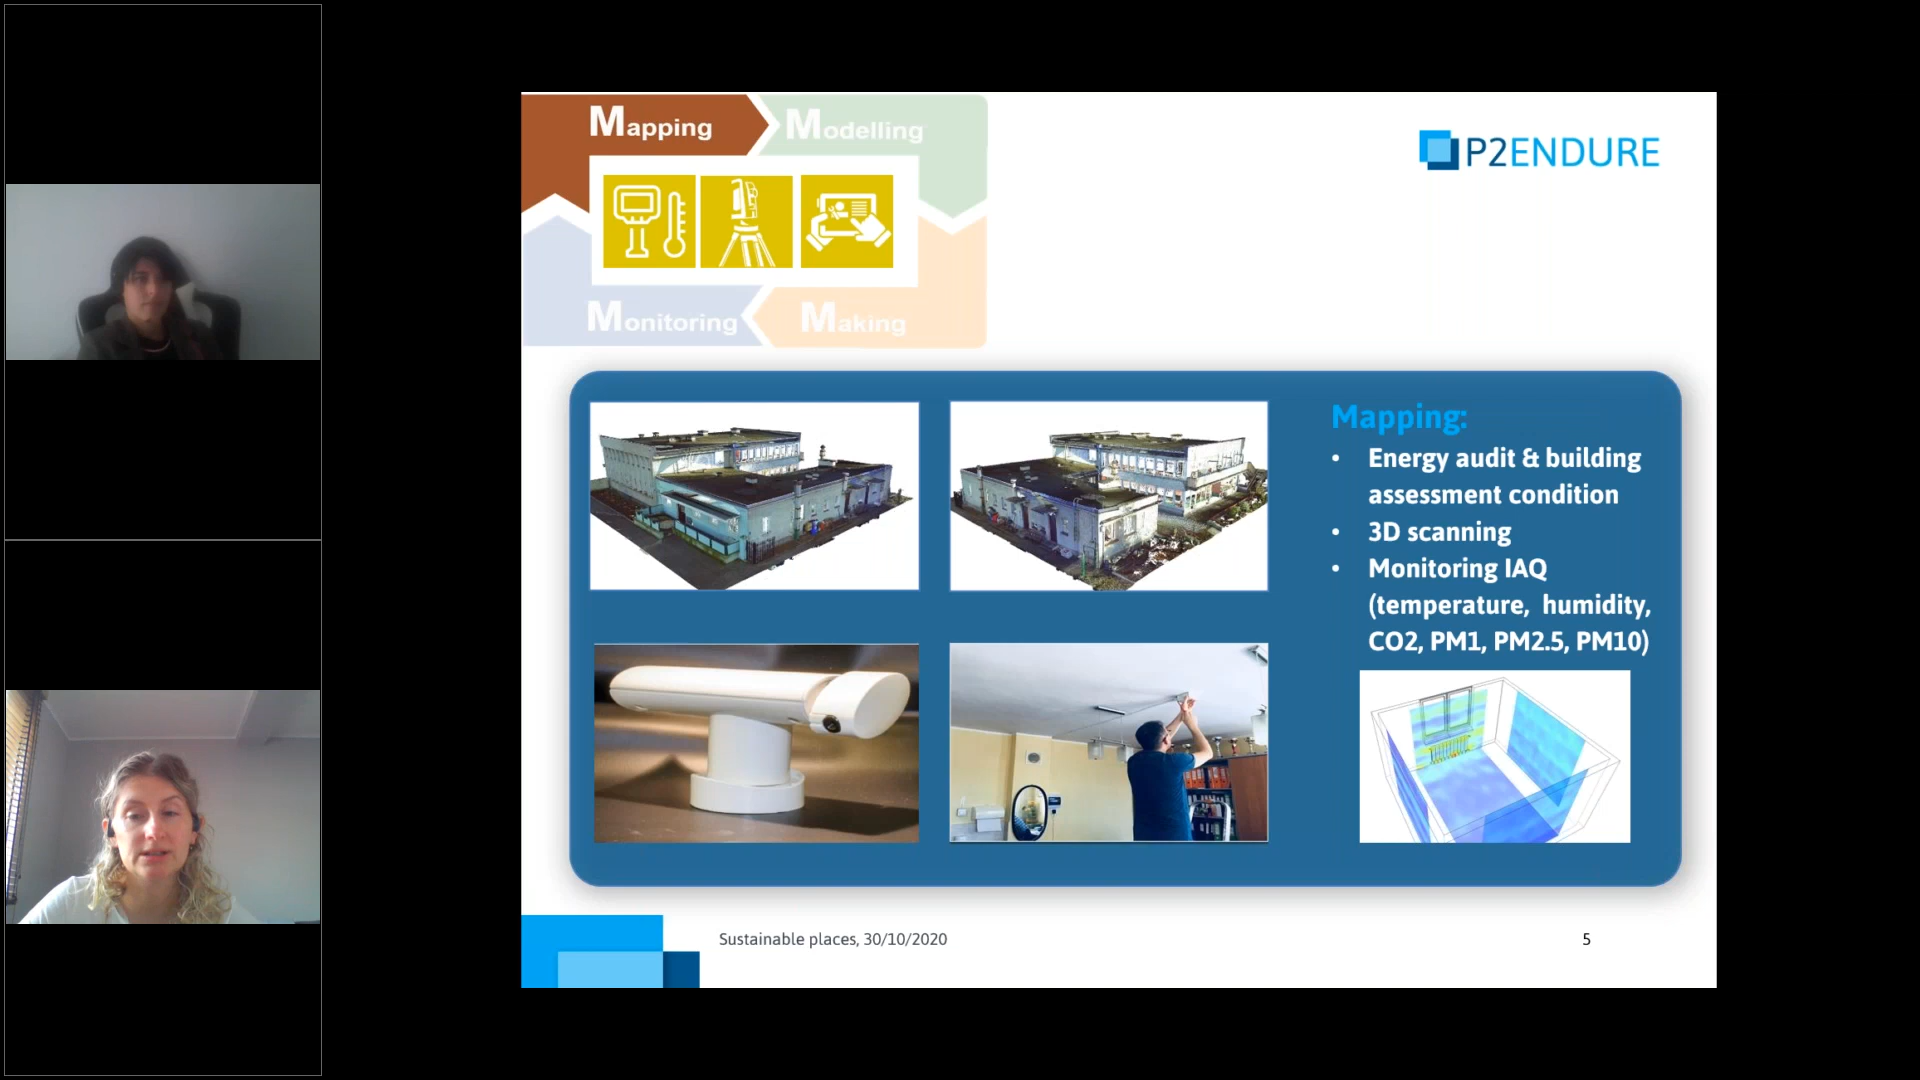 Mapping
Modelling
Monitoring
Making
P2ENDURE
Mapping:
• Energy audit & building
assessment condition
• 3D scanning
• Monitoring IAQ
(temperature, humidity,
CO2, PM1, PM2.5, PM10)
Sustainable places, 30/10/2020
5